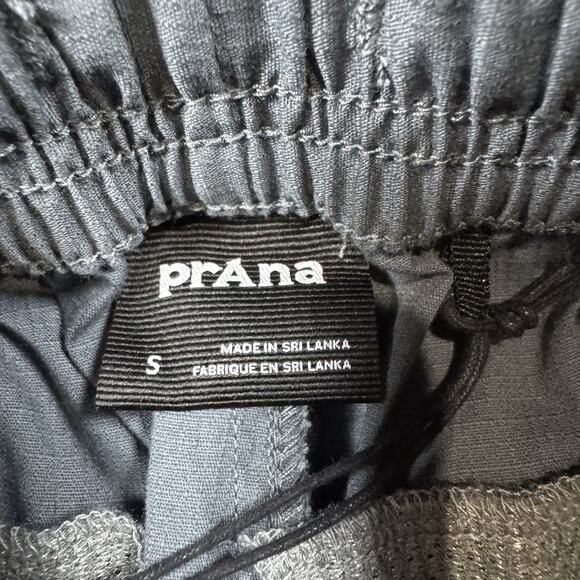 prAna
S
MADE IN SRI LANKA
FABRIQUE EN SRI LANKA